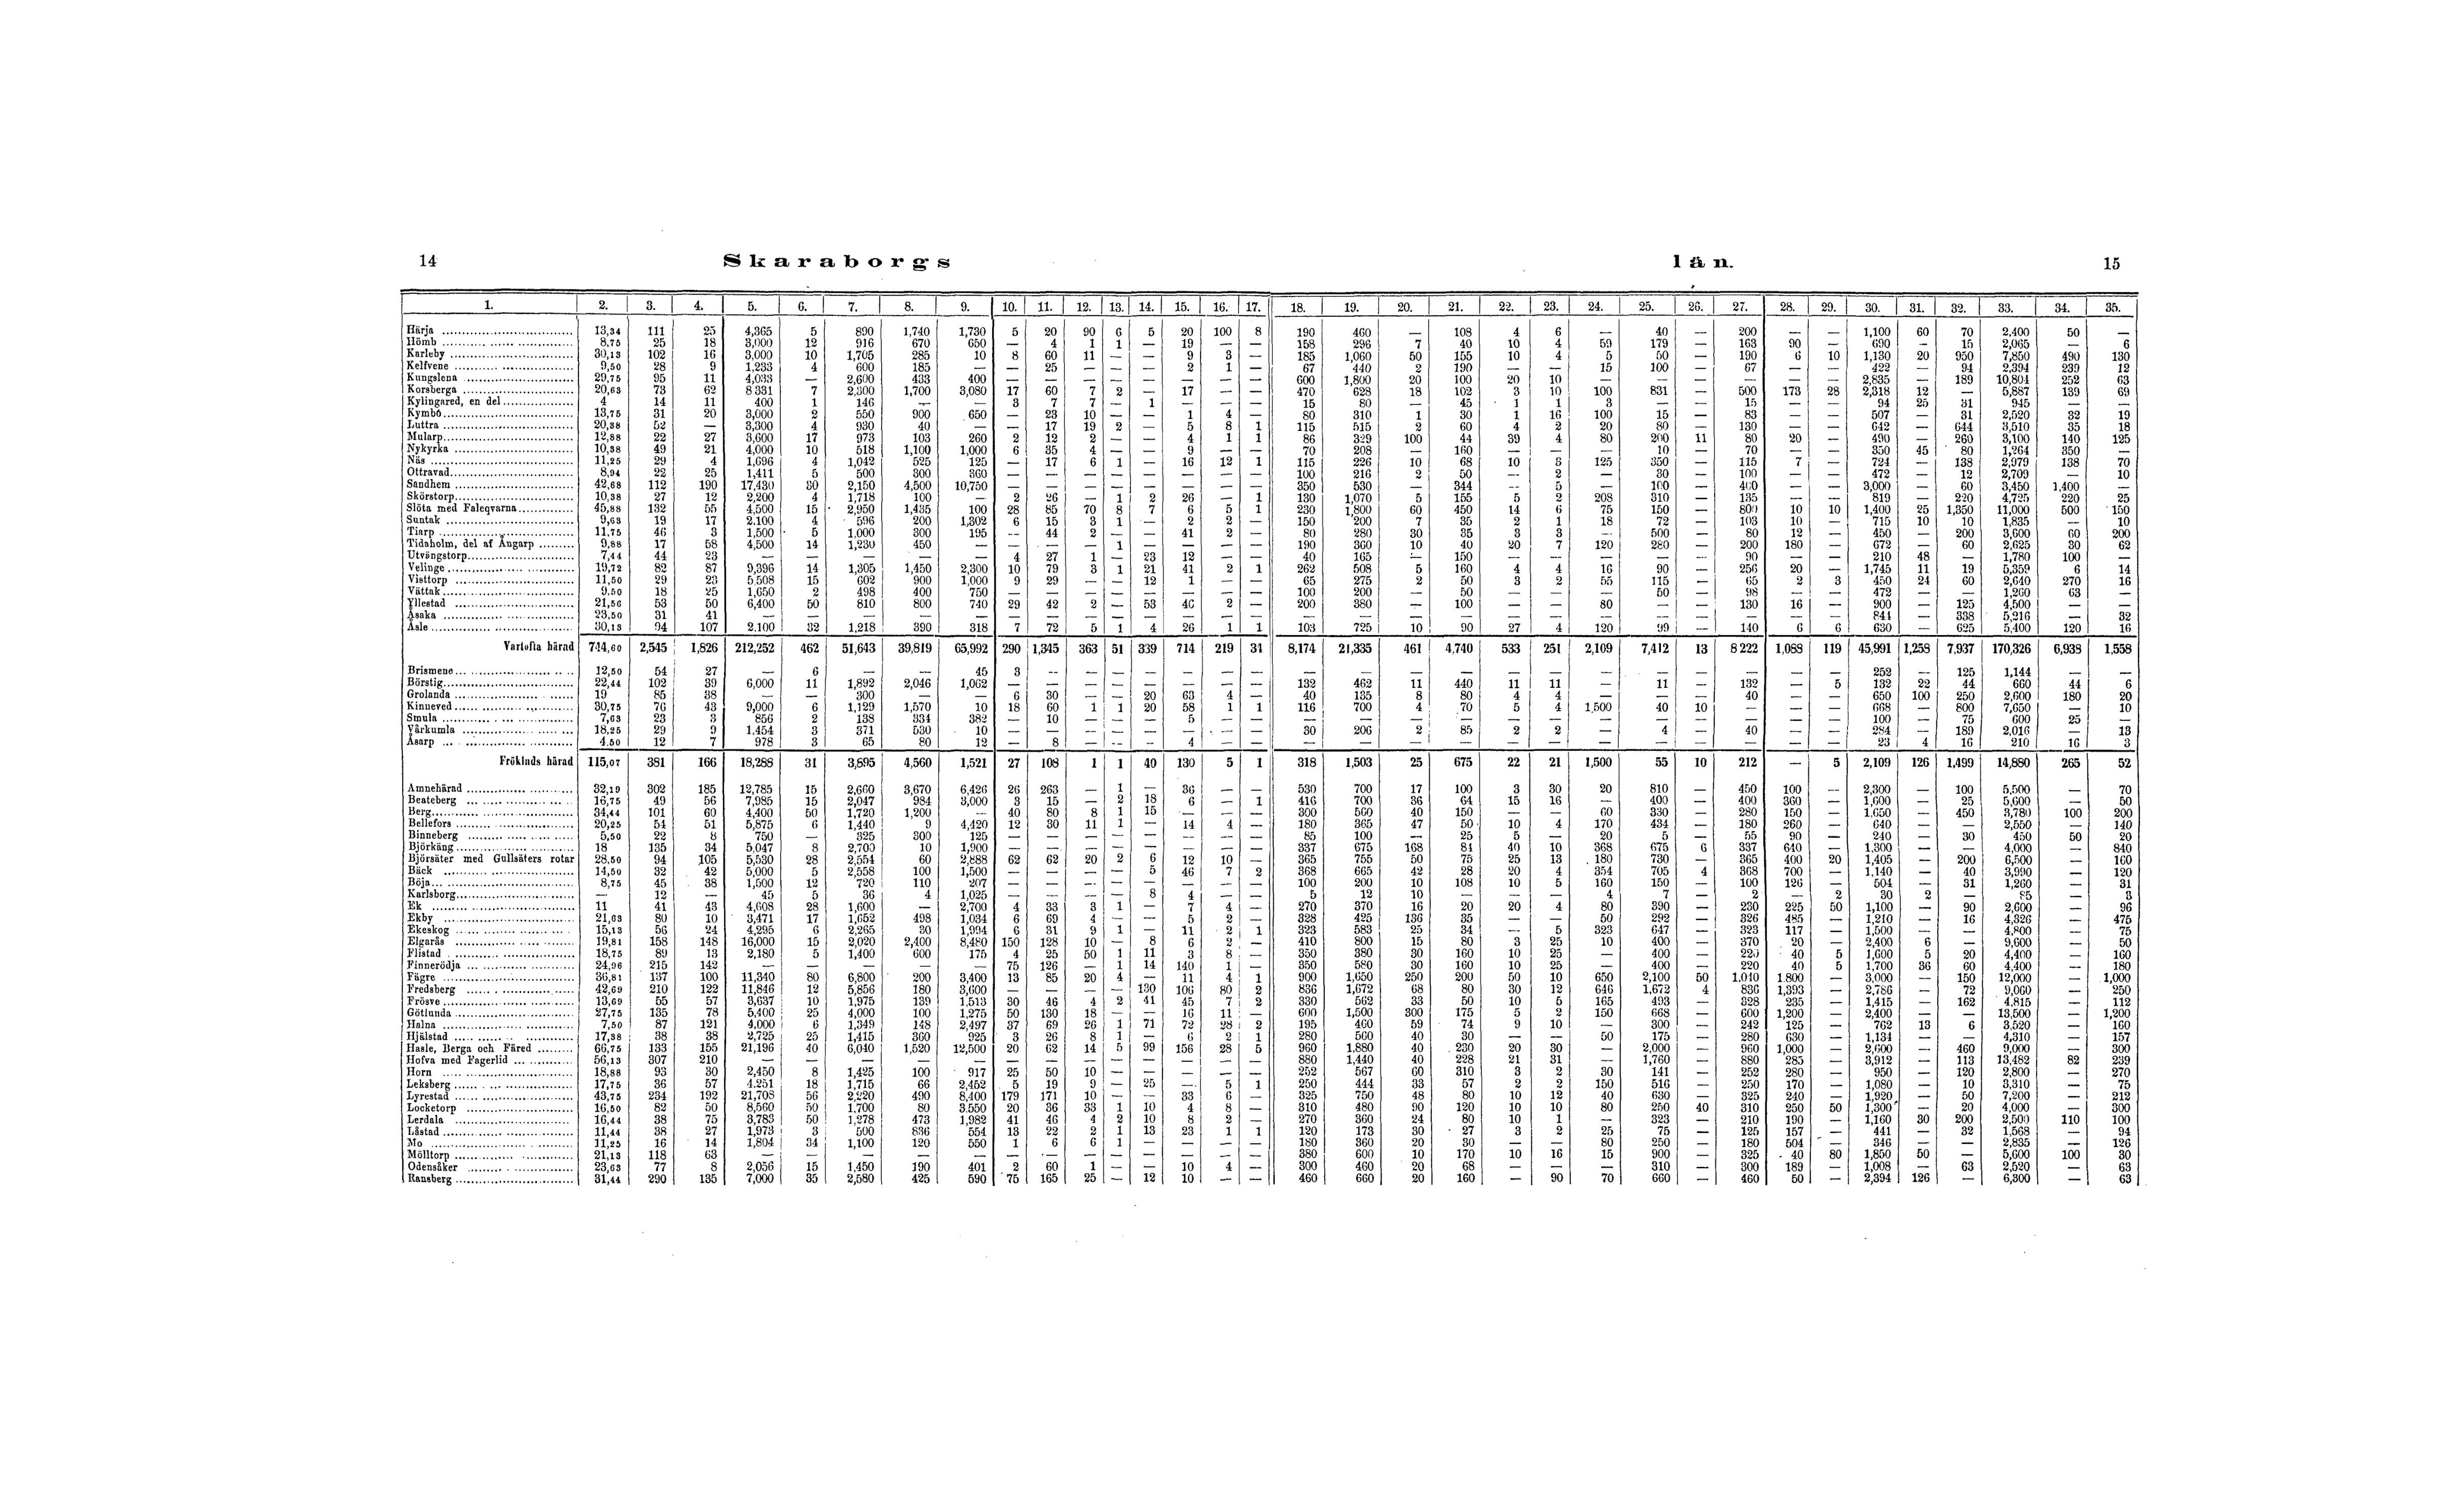 14 Skaraborgs län. 15
1. 2. 3. 4. 5. 6. 7. 8. 9. 10. 11. 12. 13. 14. 15. 16. 17. 18. 19. 20. 21. 22. 23. 24. 25. 26. 27. 28. 29. 30. 31. 32. 33. 34. 35.
Härja 13,34 111 25 4,365 5 890 1,740 1,730 5 20 90 6 5 20 100 8 190 460 — 108 4 6 — 40 — 200 — — 1,100 60 70 2,400 50 —
Hömb 8,75 25 18 3,000 12 916 670 650 — 4 1 1 — 19 — — 158 296 7 40 10 4 59 179 — 163 90 — 690 — 15 2,065 — 6
Karleby 30,13 102 16 3,000 10 1,705 285 10 8 60 11 — — 9 3 — 185 1,060 50 155 10 4 5 50 — 190 6 10 1,130 20 950 7,850 490 130
Kelfvene 9,50 28 9 1,233 4 600 185 — — 25 — — — 2 1 — 67 440 2 190 — — 15 100 — 67 — — 422 — 94 2,394 239 12
Kungslena 29,75 95 11 4,033 — 2,600 433 400 — — — — — — — — 600 1,800 20 100 20 10 — — — — — — 2,835 — 189 10,804 252 63
Korsberga 20,63 73 62 8 331 7 2,300 1,700 3,080 17 60 7 2 — 17 — — 470 628 18 102 3 10 100 831 — 500 173 28 2,318 12 — 5,887 139 69
Kylingared, en del 4 14 11 400 1 146 — — 3 7 7 — 1 — — — 15 80 — 45 1 1 3 — — 15 — — 94 25 31 945 — —
Kymbo 13,75 31 20 3,000 2 550 900 650 — 23 10 — — 1 4 — 80 310 1 30 1 16 100 15 — 83 — — 507 — 31 2,520 32 19
Luttra 20,38 52 — 3,300 4 930 40 — — 17 19 2 — 5 8 1 115 515 2 60 4 2 20 80 — 130 — — 642 — 644 3,510 35 18
Mularp 12,88 22 27 3,600 17 973 103 260 2 12 2 — — 4 1 1 86 329 100 44 39 4 80 200 11 80 20 — 490 — 260 3,100 140 125
Nykyrka 10,38 49 21 4,000 10 518 1,100 1,000 6 35 4 — — 9 — — 70 208 — 160 — — — 10 — 70 — — 350 45 80 1,264 350 —
Näs 11,25 29 4 1,696 4 1,042 525 125 — 17 6 1 — 16 12 1 115 226 10 68 10 3 125 350 — 115 7 — 724 — 138 2,979 138 70
Ottravad 8,94 22 25 1,411 5 500 300 360 — — — — — — — — 100 216 2 50 — 2 — 30 — 100 — — 472 — 12 2,709 — 10
Sandhem 42,68 112 190 17,430 30 2,150 4,500 10,750 — — — — — — — — 350 530 — 344 — 5 — 100 — 400 — — 3,000 — 60 3,450 1,400 —
Skörstorp 10,38 27 12 2,200 4 1,718 100 — 2 26 — 1 2 26 — 1 130 1,070 5 155 5 2 208 310 — 135 — — 819 — 220 4,725 220 25
Slöta med Faleqvarna 45,88 132 55 4,500 15 2,950 1,435 100 28 85 70 8 7 6 5 1 230 1,800 60 450 14 6 75 150 — 800 10 10 1,400 25 1,350 11,000 500 150
Suntak 9,63 19 17 2.100 4 596 200 1,302 6 15 3 1 — 2 2 — 150 200 7 35 2 1 18 72 — 103 10 — 715 10 10 1,835 — 10
Tiarp 11,75 46 3 1,500 5 1,000 300 195 — 44 2 — — 41 2 — 80 280 30 35 3 3 — 500 — 80 12 — 450 — 200 3,600 60 200
Tidaholm, del af Ångarp 9,88 17 58 4,500 14 1,230 450 — — — — 1 — — — — 190 360 10 40 20 7 120 280 — 200 180 — 672 — 60 2,625 30 62
Utvängstorp 7,44 44 23 — — — — — 4 27 1 — 23 12 — — 40 165 — 150 — — — — — 90 — — 210 48 — 1,780 100 —
Velinge 19,72 82 87 9,396 14 1,305 1,450 2,300 10 79 3 1 21 41 2 1 262 508 5 160 4 4 16 90 — 256 20 — 1,745 11 19 5,359 6 14
Visttorp 11,50 29 23 5 508 15 602 900 1,000 9 29 — — 12 1 — — 65 275 2 50 3 2 55 115 — 65 2 3 450 24 60 2,640 270 16
Vättak 9,50 18 25 1,650 2 498 400 750 — — — — — — — — 100 200 — 50 — — — 50 — 98 — — 472 — — 1,260 63 —
Yllestad 21,56 53 50 6,400 50 810 800 740 29 42 2 — 53 46 2 — 200 380 — 100 — — 80 — — 130 16 — 900 — 125 4,500 — —
Åsaka 23,50 31 41 — — — — — — — — — — — — — — — — — — — — — — — — — 841 — 338 5,216 — 32
Åsle 30,13 94 107 2.100 32 1,218 390 318 7 72 5 1 4 26 1 1 103 725 10 90 27 4 120 99 — 140 6 6 630 — 625 5,400 120 16
Vartofta härad 744,60 2,545 1,826 212,252 462 51,643 39,819 65,992 290 1,345 363 51 339 714 219 31 8,174 21,335 461 4,740 533 251 2,109 7,412 13 8 222 1,088 119 45,991 1,258 7,937 170,326 6,938 1,558
Brismene 12,50 54 27 — 6 — — 45 3 — — — — — — — — — — — — — — — — — — — 252 — 125 1,144 — —
Börstig 22,44 102 39 6,000 11 1,892 2,046 1,062 — — — — — — — — 132 462 11 440 11 11 — 11 — 132 — 5 132 22 44 660 44 6
Grolanda 19 85 38 — — 300 — — 6 30 — — 20 63 4 — 40 135 8 80 4 4 — — — 40 — — 650 100 250 2,600 180 20
Kinneved 30,75 76 43 9,000 6 1,129 1,570 10 18 60 1 1 20 58 1 1 116 700 4 70 5 4 1,500 40 10 — — — 668 — 800 7,650 — 10
Smula 7,63 23 3 856 2 138 334 382 — 10 — — — 5 — — — — — — — — — — — — — — 100 — 75 600 25 —
Vårkumla 18,25 29 9 1.454 3 371 530 10 — — — — — — — — 30 206 2 85 2 2 — 4 — 40 — — 284 — 189 2,016 — 13
Åsarp 4,50 12 7 978 3 65 80 12 — 8 — — — 4 — — — — — — — — — — — — — — 23 4 16 210 16 3
Frökinds härad 115,07 381 166 18,288 31 3,895 4,560 1,521 27 108 1 1 40 130 5 1 318 1,503 25 675 22 21 1,500 55 10 212 — 5 2,109 126 1,499 14,880 265 52
Amnehärad 32,19 302 185 12,785 15 2,660 3,670 6,426 26 263 — 1 — 36 — — 530 700 17 100 3 30 20 810 — 450 100 — 2,300 — 100 5,500 — 70
Beateberg 16,75 49 56 7,985 15 2,047 984 3,000 3 15 — 2 18 6 — 1 416 700 36 64 15 16 — 400 — 400 360 — 1,600 — 25 5,600 — 50
Berg 34,44 101 60 4,400 50 1,720 1,200 — 40 80 8 1 15 — — — 300 560 40 150 — — 60 330 — 280 150 — 1,650 — 450 3,780 100 200
Bellefors 20,25 54 51 5,875 6 1,440 9 4,420 12 30 11 1 — 14 4 — 180 365 47 50 10 4 170 434 — 180 260 — 640 — — 2,550 — 140
Binneberg 5,50 22 8 750 — 325 300 125 — — — — — — — — 85 100 — 25 5 — 20 5 — 55 90 — 240 — 30 450 50 20
Björkäng 18 135 34 5,047 8 2,700 10 1,900 — — — — — — — — 337 675 168 84 40 10 368 675 6 337 640 — 1,300 — — 4,000 — 840
Björsäter med Gullsäters rotar 28,50 94 105 5,530 28 2,554 60 2,888 62 62 20 2 6 12 10 — 365 755 50 75 25 13 180 730 — 365 400 20 1,405 — 200 6,500 — 160
Bäck 14,50 32 42 5,000 5 2,558 100 1,500 — — — — 5 46 7 2 368 665 42 28 20 4 354 705 4 368 700 — 1,140 — 40 3,990 — 120
Böja 8,75 45 38 1,500 12 720 110 207 — — — — — — — — 100 200 10 108 10 5 160 150 — 100 126 — 504 — 31 1,260 — 31
Karlsborg — 12 — 45 5 36 4 1,025 — — — — 8 4 — — 5 12 10 — — — 4 7 — 2 — 2 30 2 — 85 — 3
Ek 11 41 43 4,608 28 1,600 — 2,700 4 33 3 1 — 7 4 — 270 370 16 20 20 4 80 390 — 230 225 50 1,100 — 90 2,600 — 96
Ekby 21,63 80 10 3,471 17 1,652 498 1,034 6 69 4 — — 5 2 — 328 425 136 35 — — 50 292 — 326 485 — 1,210 — 16 4,326 — 475
Ekeskog 15,13 56 24 4,295 6 2,265 30 1,994 6 31 9 1 — 11 2 1 323 583 25 34 — 5 323 647 — 323 117 — 1,500 — — 4,800 — 75
Elgarås 19,81 158 148 16,000 15 2,020 2,400 8,480 150 128 10 — 8 6 2 — 410 800 15 80 3 25 10 400 — 370 20 — 2,400 6 — 9,600 — 50
Flistad 18,75 89 13 2,180 5 1,400 600 175 4 25 50 1 11 3 8 — 350 380 30 160 10 25 — 400 — 220 40 5 1,600 5 20 4,400 — 160
Finnerödja 24,96 215 142 — — — — — 75 126 — 1 14 140 1 — 350 580 30 160 10 25 — 400 — 220 40 5 1,700 36 60 4,400 — 180
Fägre 36,81 137 100 11,340 80 6,800 200 3,400 13 85 20 4 — 11 4 1 900 1,650 250 200 50 10 650 2,100 50 1,010 1,800 — 3,000 — 150 12,000 — 1,000
Fredsberg 42,69 210 122 11,846 12 5,856 180 3,600 — — — — 130 106 80 2 836 1,672 68 80 30 12 646 1,672 4 836 1,393 — 2,786 — 72 9,060 — 250
Frösve 13,69 55 57 3,637 10 1,975 139 1,513 30 46 4 2 41 45 7 2 330 562 33 50 10 5 165 493 — 328 235 — 1,415 — 162 4,815 — 112
Götlunda 27,75 135 78 5,400 25 4,000 100 1,275 50 130 18 — — 16 11 — 600 1,500 300 175 5 2 150 668 — 600 1,200 — 2,400 — — 13,500 — 1,200
Halna 7,50 87 121 4,000 6 1,349 148 2,497 37 69 26 1 71 72 28 2 195 460 59 74 9 10 — 300 — 242 125 — 762 13 6 3,520 — 160
Hjälstad 17,38 38 38 2,725 25 1,415 360 925 3 26 8 1 — 6 2 1 280 560 40 30 — — 50 175 — 280 630 — 1,134 — — 4,310 — 157
Hasle, Berga och Färed 66,75 133 155 21,196 40 6,040 1,520 12,500 20 62 14 5 99 156 28 5 960 1,880 40 230 20 30 — 2,000 — 960 1,000 — 2,600 — 460 9,000 — 300
Hofva med Fagerlid 56,13 307 210 — — — — — — — — — — — — — 880 1,440 40 228 21 31 — 1,760 — 880 285 — 3,912 — 113 13,482 82 239
Horn 18,88 93 30 2,450 8 1,425 100 917 25 50 10 — — — — — 252 567 60 310 3 2 30 141 — 252 280 — 950 — 120 2,800 — 270
Leksberg 17,75 36 57 4.251 18 1,715 66 2,452 5 19 9 — 25 — 5 1 250 444 33 57 2 2 150 516 — 250 170 — 1,080 — 10 3,310 — 75
Lyrestad 43,75 234 192 21,708 56 2,220 490 8,400 179 171 10 — — 33 6 — 325 750 48 80 10 12 40 630 — 325 240 — 1,920 — 50 7,200 — 212
Locketorp 16,50 82 50 8,560 50 1,700 80 3.550 20 36 33 1 10 4 8 — 310 480 90 120 10 10 80 250 40 310 250 50 1,300 — 20 4,000 — 300
Lerdala 16,44 38 75 3,783 50 1,278 473 1,982 41 46 4 2 10 8 2 — 270 360 24 80 10 1 — 323 — 210 190 — 1,160 30 200 2,500 110 100
Låstad 11,44 38 27 1,973 3 500 836 554 13 22 2 1 13 23 1 1 120 173 30 27 3 2 25 75 — 125 157 — 441 — 32 1,568 — 94
Mo 11,25 16 14 1,804 34 1,100 120 550 1 6 6 1 — — — — 180 360 20 30 — — 80 250 — 180 504 — 346 — — 2,835 — 126
Mölltorp 21,13 118 63 — — — — — — — — — — — — — 380 600 10 170 10 16 15 900 — 325 40 80 1,850 50 — 5,600 100 30
Odensåker 23,63 77 8 2,056 15 1,450 190 401 2 60 1 — — 10 4 — 300 460 20 68 — — — 310 — 300 189 — 1,008 — 63 2,520 — 63
Ransberg 31,44 290 135 7,000 35 2,580 425 590 75 165 25 — 12 10 — — 460 660 20 160 — 90 70 660 — 460 50 — 2,394 126 — 6,300 — 63